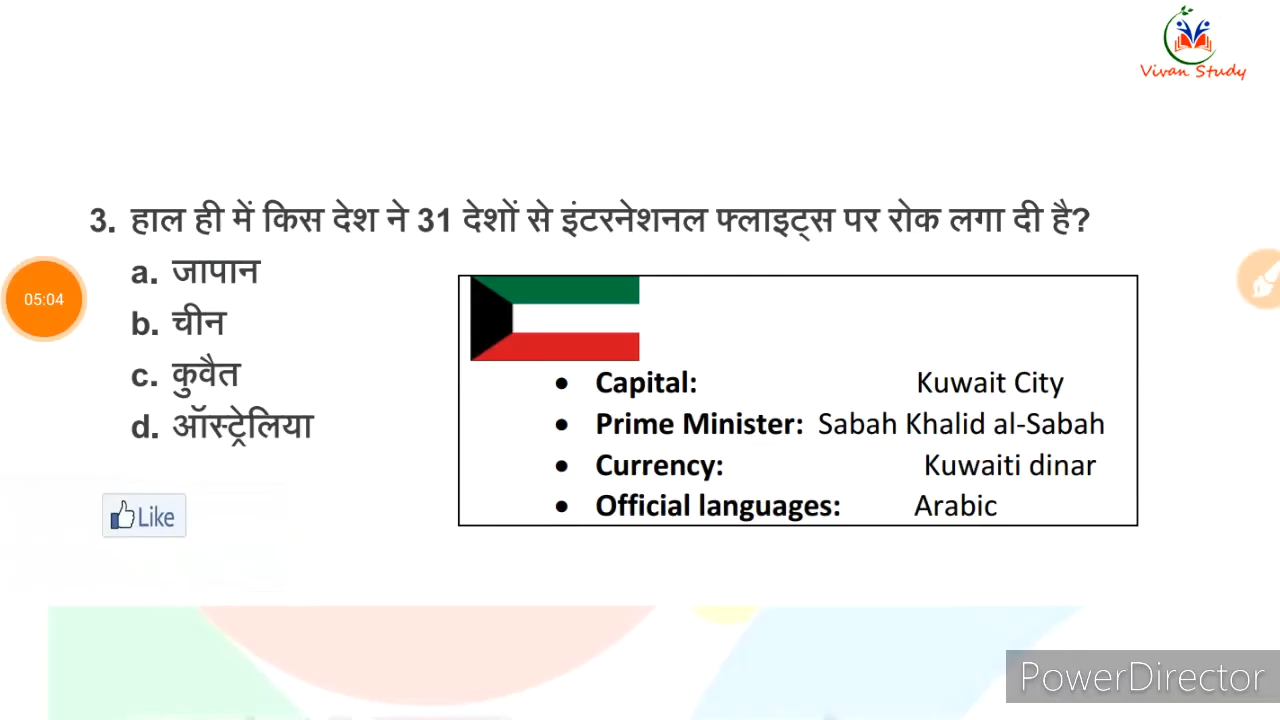 Vivan Study
3. हाल ही में किस देश ने 31 देशों से इंटरनेशनल फ्लाइट्स पर रोक लगा दी है?
a. जापान
b. चीन
c. कुवैत
d. ऑस्ट्रेलिया
05:04
• Capital: Kuwait City
• Prime Minister: Sabah Khalid al-Sabah
• Currency: Kuwaiti dinar
• Official languages: Arabic
Like
PowerDirector